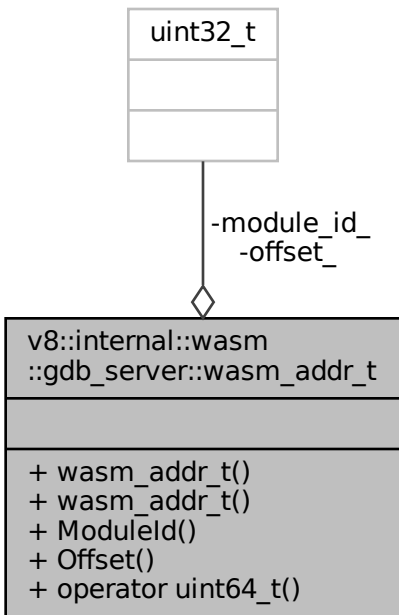 uint32_t
-module_id_
-offset_
v8::internal::wasm
::gdb_server::wasm_addr_t
+ wasm_addr_t()
+ wasm_addr_t()
+ ModuleId()
+ Offset()
+ operator uint64_t()